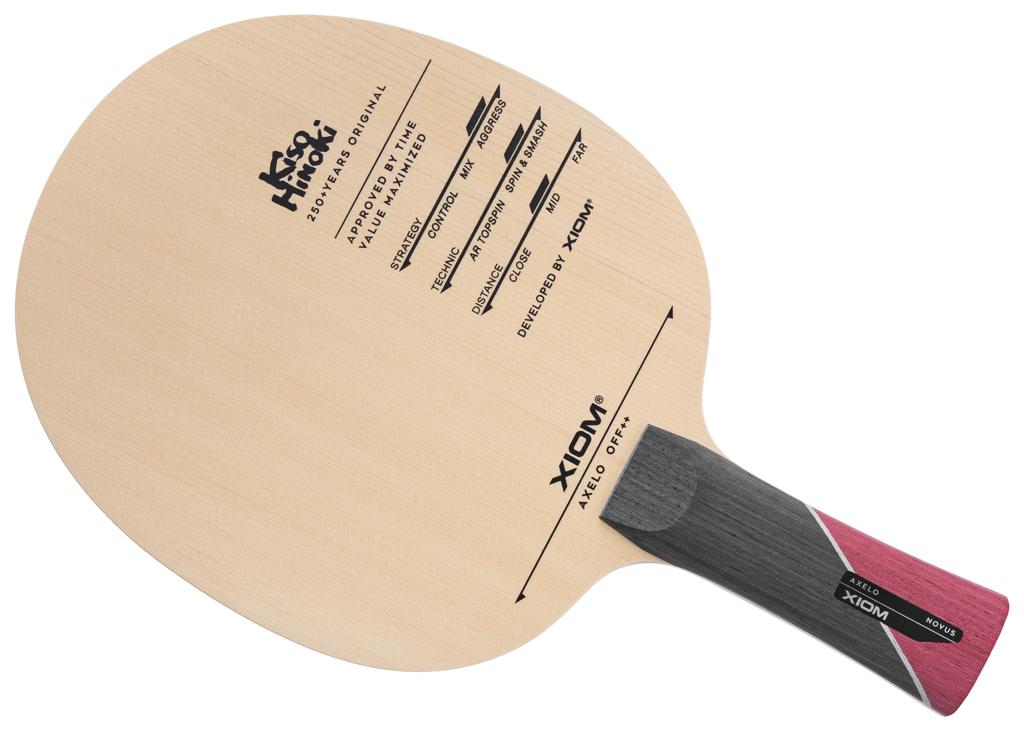 Kiso
Hinoki
250+YEARS ORIGINAL
APPROVED BY TIME
VALUE MAXIMIZED
STRATEGY CONTROL MIX AGGRESS
TECHNIC AR TOPSPIN SPIN & SMASH
DISTANCE CLOSE MID FAR
DEVELOPED BY XIOM®
XIOM®
AXELO OFF++
AXELO
XIOM
NOVUS